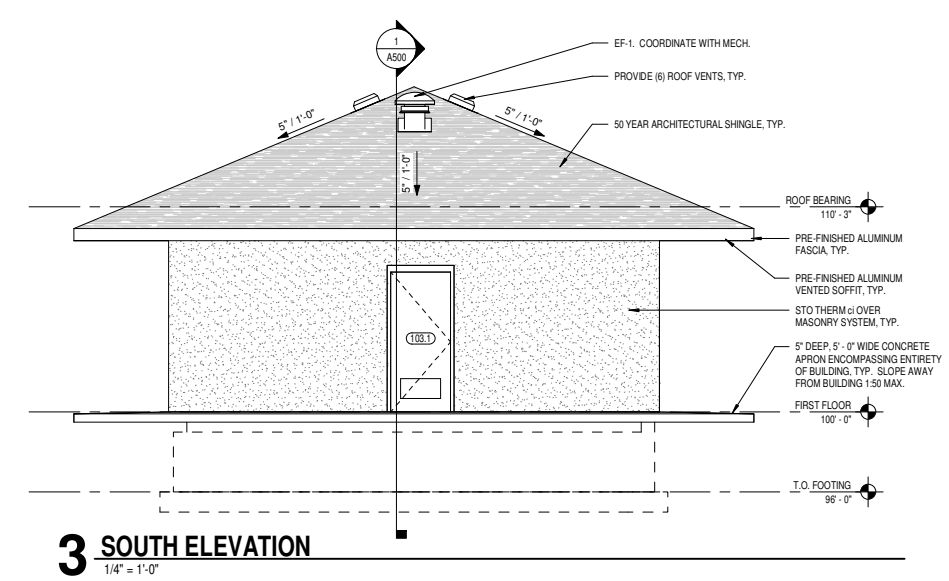 1
A500
EF-1. COORDINATE WITH MECH.
PROVIDE (6) ROOF VENTS, TYP.
5" / 1'-0"
5" / 1'-0"
50 YEAR ARCHITECTURAL SHINGLE, TYP.
5" / 1'-0"
ROOF BEARING
110' - 3"
PRE-FINISHED ALUMINUM
FASCIA, TYP.
PRE-FINISHED ALUMINUM
VENTED SOFFIT, TYP.
STO THERM ci OVER
MASONRY SYSTEM, TYP.
103.1
5" DEEP, 5' - 0" WIDE CONCRETE
APRON ENCOMPASSING ENTIRETY
OF BUILDING, TYP. SLOPE AWAY
FROM BUILDING 1:50 MAX.
FIRST FLOOR
100' - 0"
T.O. FOOTING
96' - 0"
3 SOUTH ELEVATION
1/4" = 1'-0"